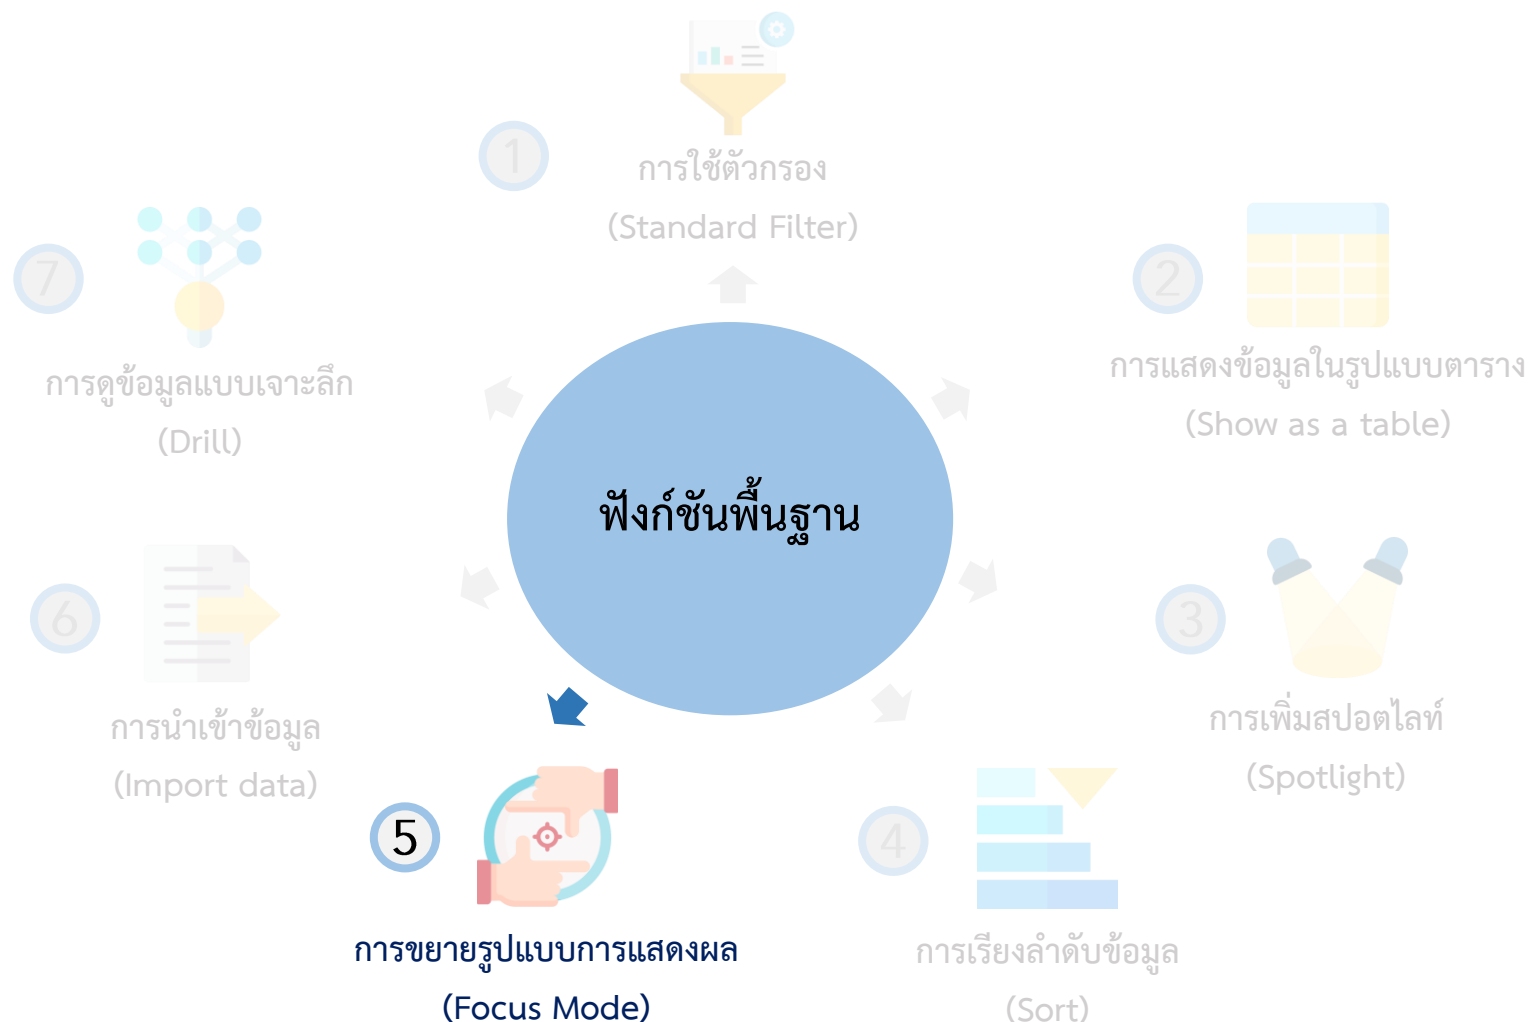 1
การใช้ตัวกรอง
(Standard Filter)
2
การแสดงข้อมูลในรูปแบบตาราง
(Show as a table)
3
การเพิ่มสปอตไลท์
(Spotlight)
4
การเรียงลำดับข้อมูล
(Sort)
5
การขยายรูปแบบการแสดงผล
(Focus Mode)
6
การนำเข้าข้อมูล
(Import data)
7
การดูข้อมูลแบบเจาะลึก
(Drill)
ฟังก์ชันพื้นฐาน